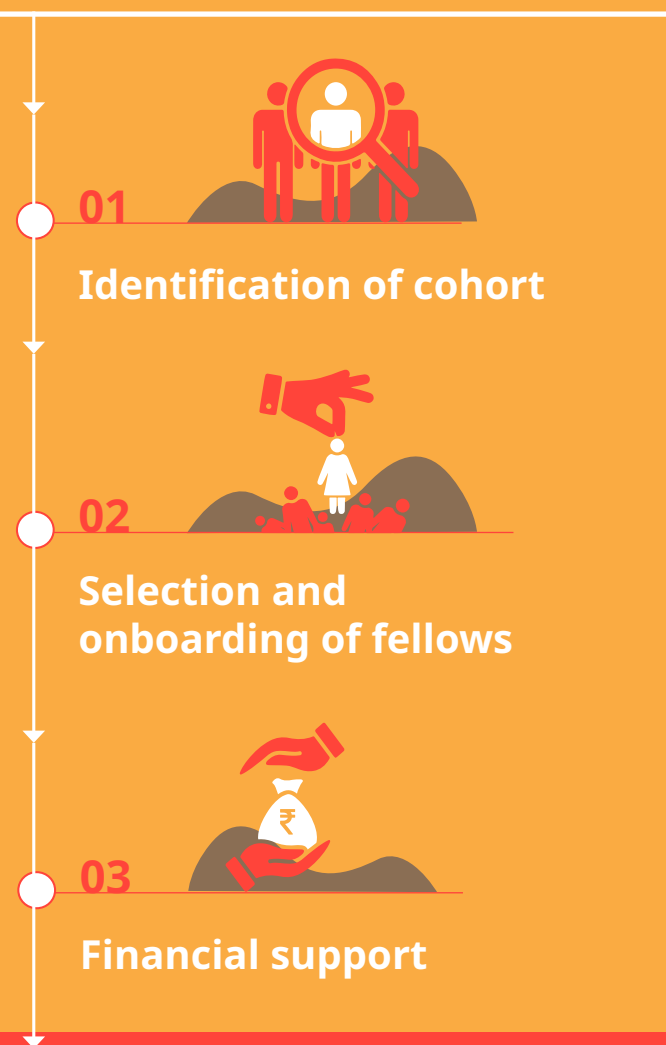 01
Identification of cohort
02
Selection and
onboarding of fellows
₹
03
Financial support